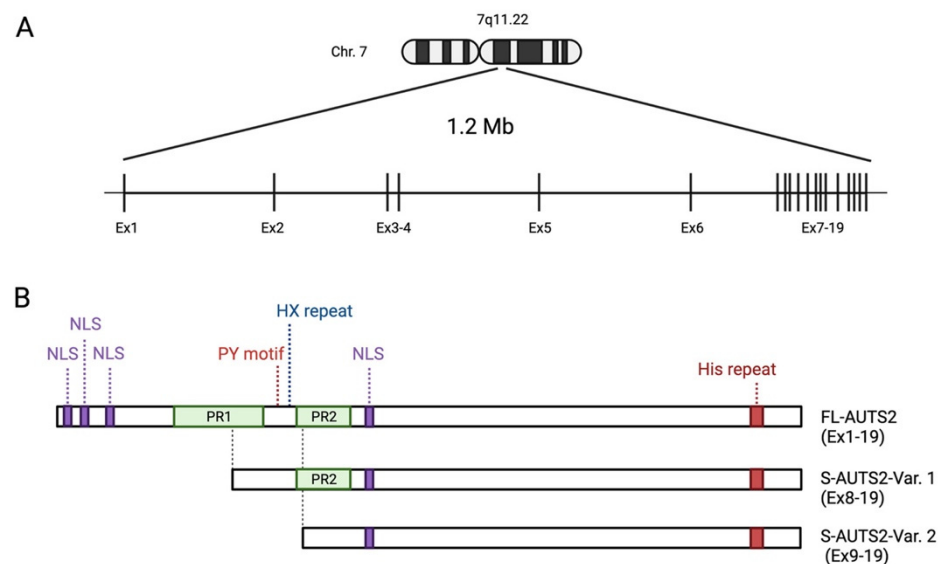 A
7q11.22
Chr. 7
1.2 Mb
Ex1 Ex2 Ex3-4 Ex5 Ex6 Ex7-19
B
HX repeat
NLS
NLS NLS PY motif NLS
His repeat
PR1 PR2 FL-AUTS2
(Ex1-19)
PR2 S-AUTS2-Var. 1
(Ex8-19)
S-AUTS2-Var. 2
(Ex9-19)